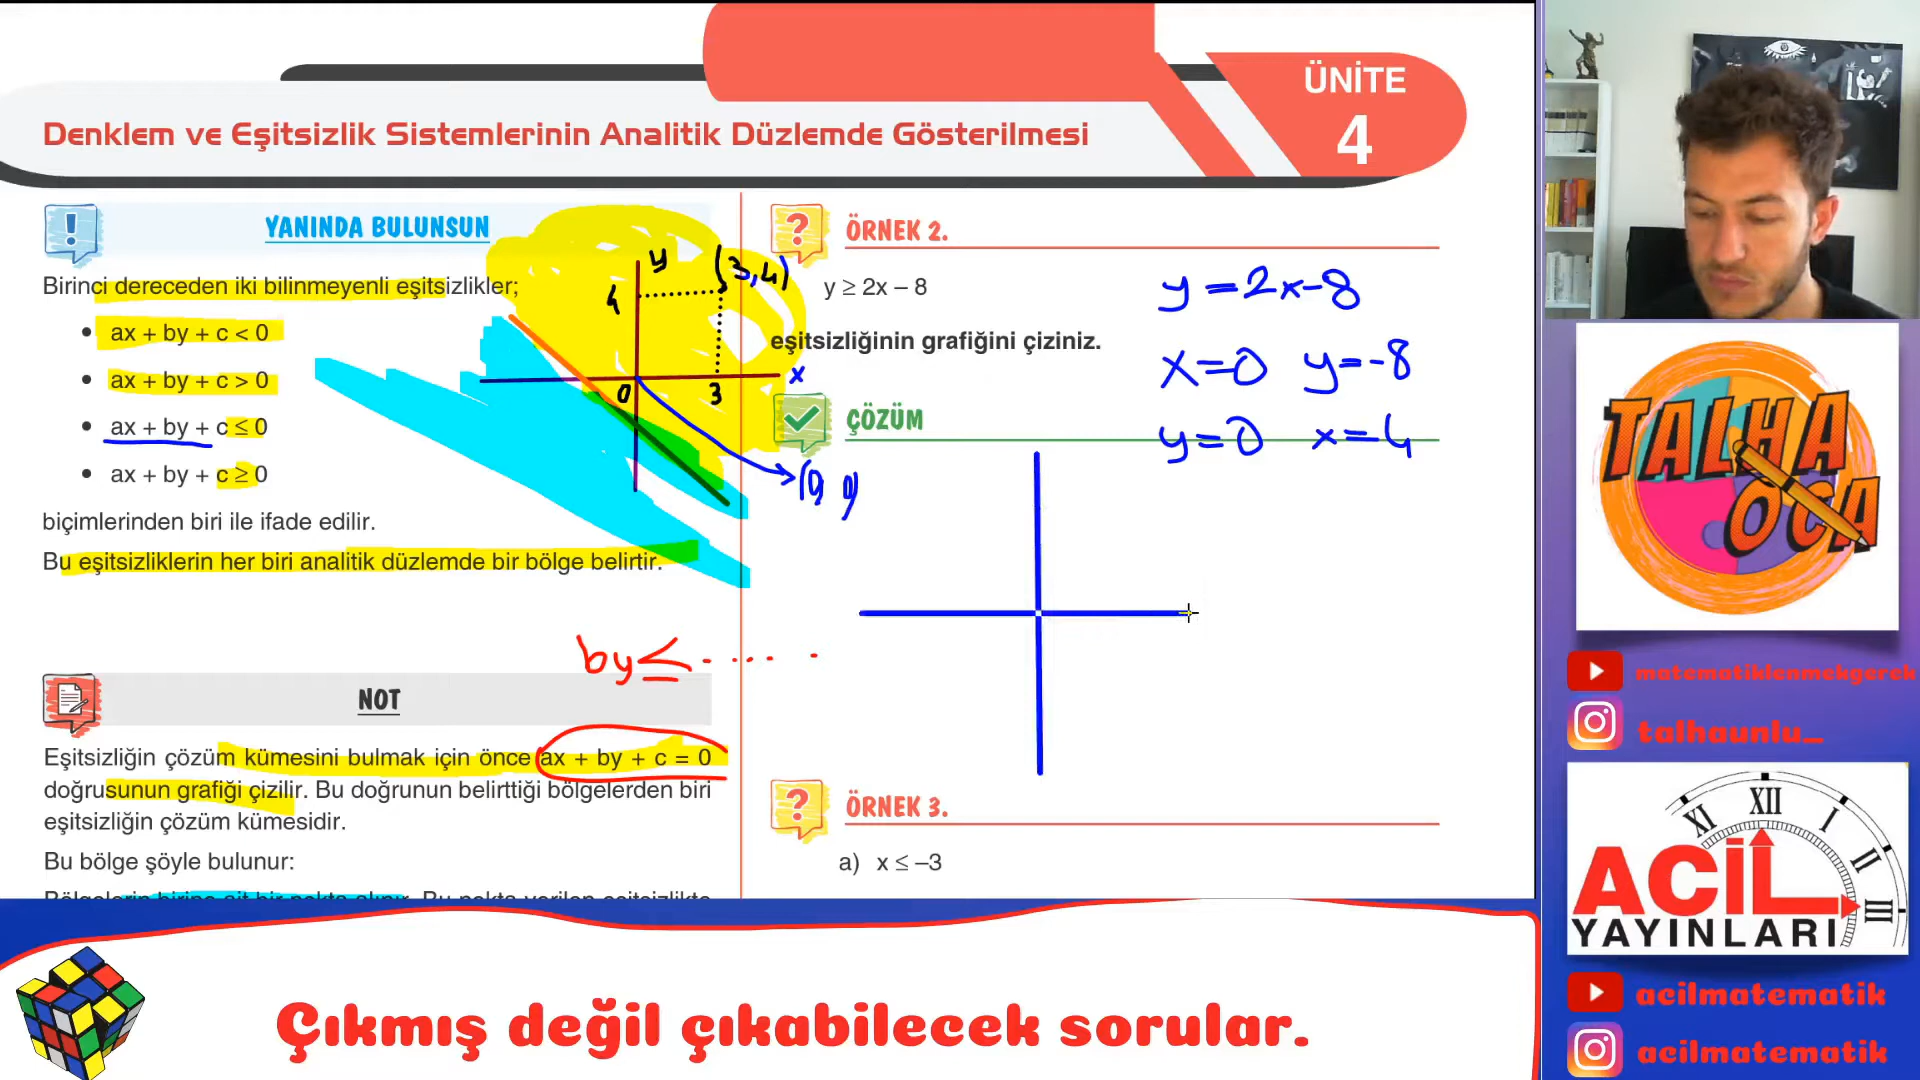 ÜNİTE
4
Denklem ve Eşitsizlik Sistemlerinin Analitik Düzlemde Gösterilmesi
YANINDA BULUNSUN
Birinci dereceden iki bilinmeyenli eşitsizlikler;
• ax + by + c < 0
• ax + by + c > 0
• ax + by + c ≤ 0
• ax + by + c ≥ 0
biçimlerinden biri ile ifade edilir.
Bu eşitsizliklerin her biri analitik düzlemde bir bölge belirtir.
y
(3,4)
4
x
0
3
by ≤ . . . . .
NOT
Eşitsizliğin çözüm kümesini bulmak için önce ax + by + c = 0
doğrusunun grafiği çizilir. Bu doğrunun belirttiği bölgelerden biri
eşitsizliğin çözüm kümesidir.
Bu bölge şöyle bulunur:
ÖRNEK 2.
y ≥ 2x – 8
eşitsizliğinin grafiğini çiziniz.
y = 2x-8
x=0 y=-8
y=0 x=4
ÇÖZÜM
ÖRNEK 3.
a) x ≤ –3
TALHA
OCA
matematiklenmekgerek
talhaunlu_
XI XII I II III
ACİL
YAYINLARI
acilmatematik
acilmatematik
Çıkmış değil çıkabilecek sorular.